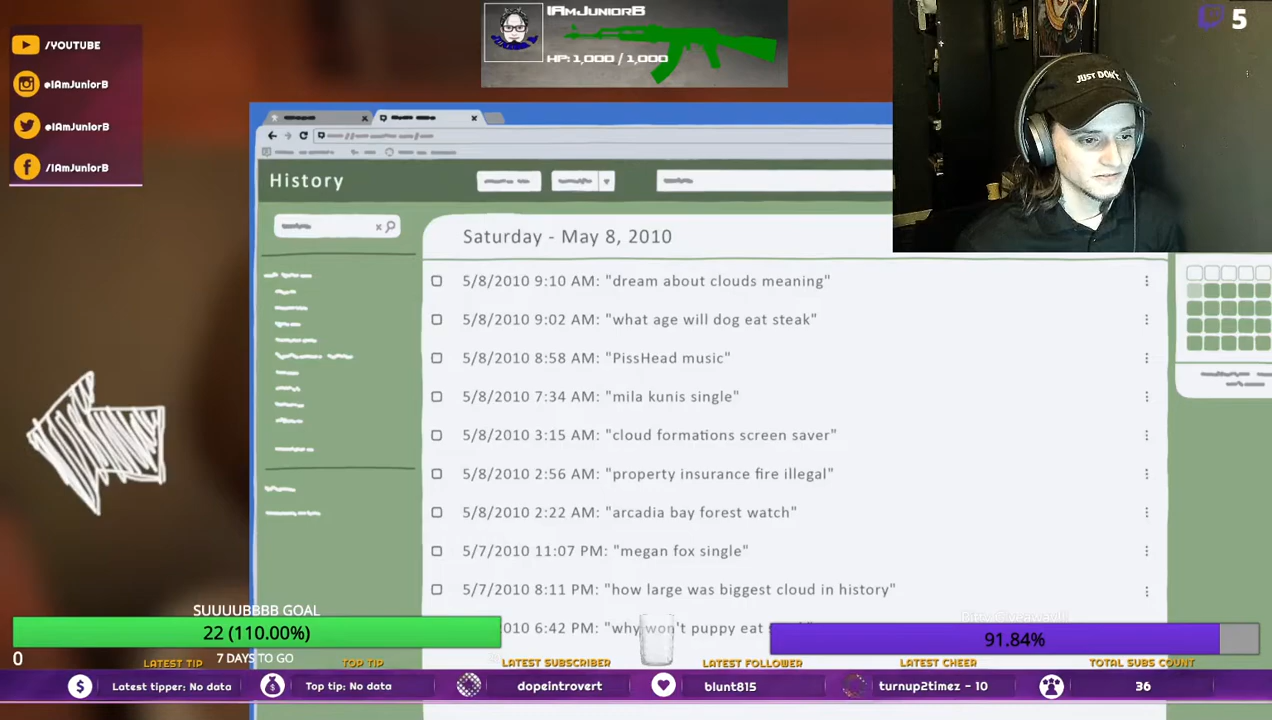 /YOUTUBE
@IAmJuniorB
@IAmJuniorB
/IAmJuniorB
IAmJuniorB
HP: 1,000 / 1,000
JUST DON'T.
5
History
Saturday - May 8, 2010
5/8/2010 9:10 AM: "dream about clouds meaning"
5/8/2010 9:02 AM: "what age will dog eat steak"
5/8/2010 8:58 AM: "PissHead music"
5/8/2010 7:34 AM: "mila kunis single"
5/8/2010 3:15 AM: "cloud formations screen saver"
5/8/2010 2:56 AM: "property insurance fire illegal"
5/8/2010 2:22 AM: "arcadia bay forest watch"
5/7/2010 11:07 PM: "megan fox single"
5/7/2010 8:11 PM: "how large was biggest cloud in history"
010 6:42 PM: "why won't puppy eat
SUUUUBBBB GOAL
22 (110.00%)
0
7 DAYS TO GO
91.84%
LATEST TIP
TOP TIP
LATEST SUBSCRIBER
LATEST FOLLOWER
LATEST CHEER
TOTAL SUBS COUNT
Latest tipper: No data
Top tip: No data
dopeintrovert
blunt815
turnup2timez - 10
36